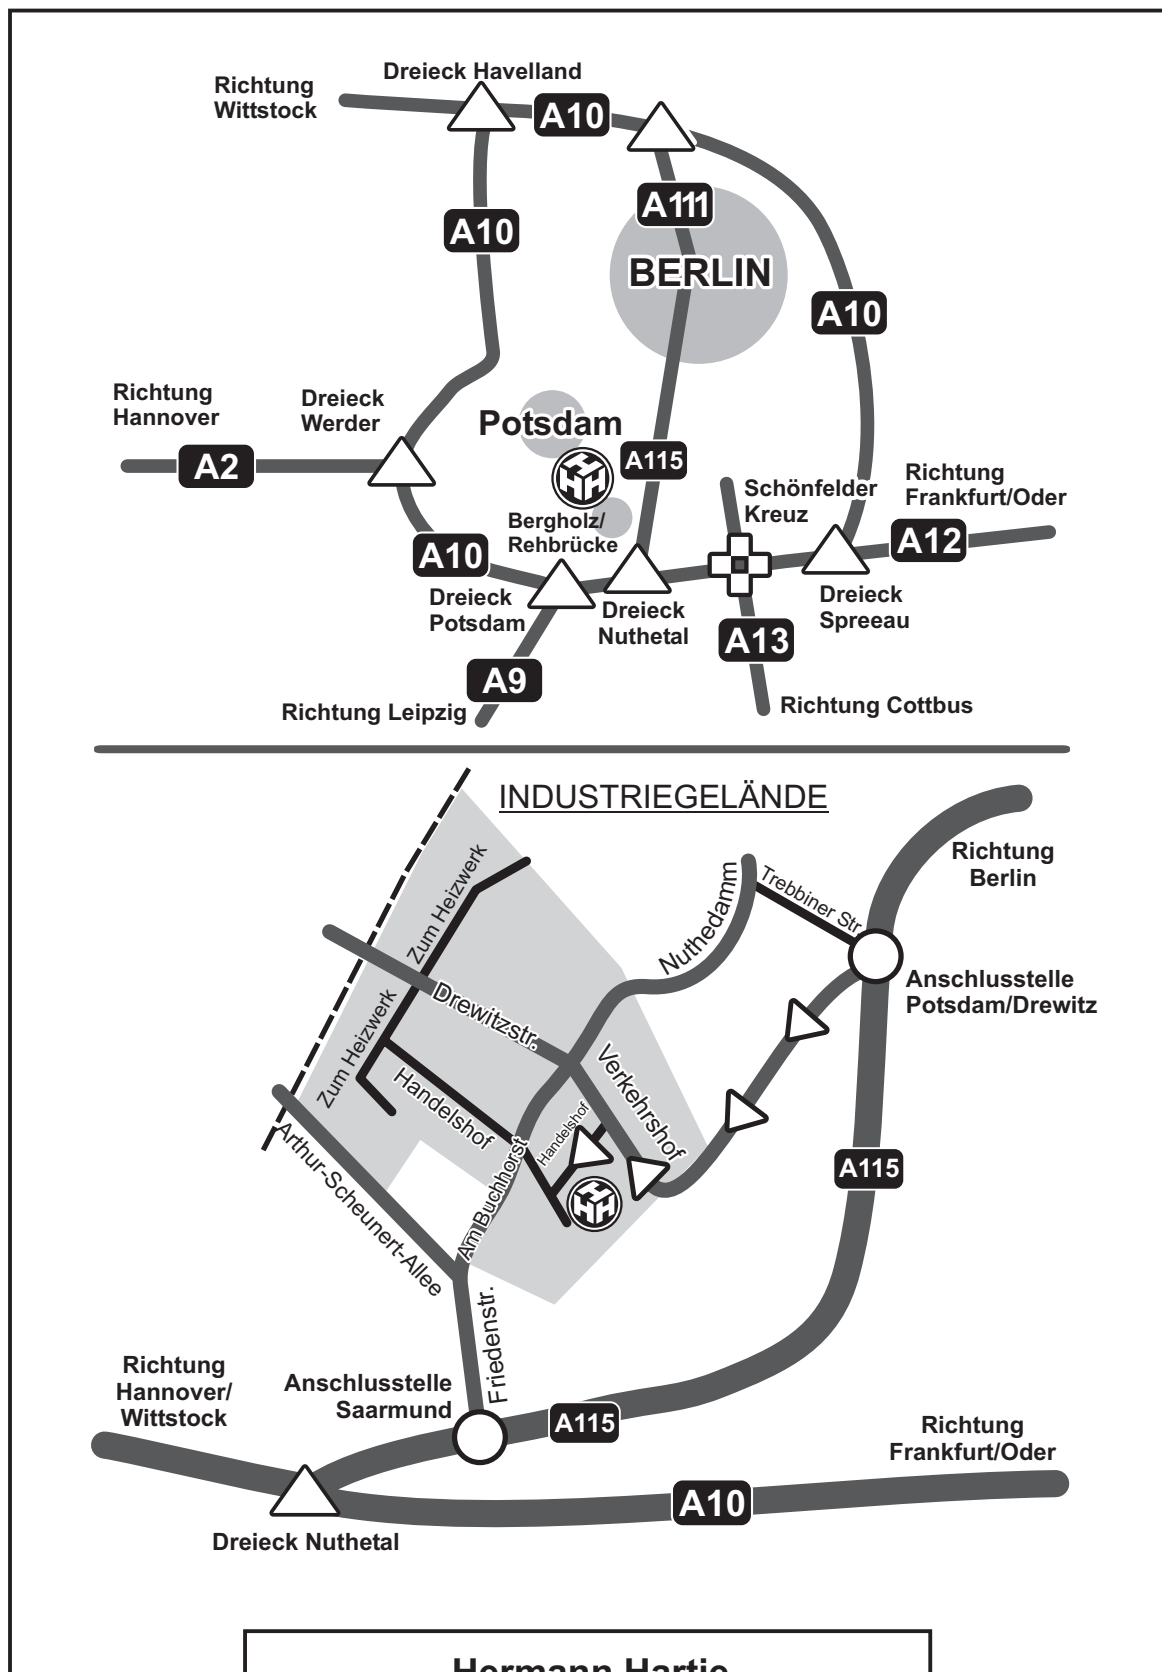 Dreieck Havelland
Richtung
Wittstock
A10
A111
A10
BERLIN
A10
Richtung
Hannover
Dreieck
Werder
Potsdam
A2
A115
Schönfelder
Kreuz
Richtung
Frankfurt/Oder
Bergholz/
Rehbrücke
A10
A12
Dreieck
Potsdam
Dreieck
Nuthetal
Dreieck
Spreeau
A13
A9
Richtung Leipzig
Richtung Cottbus
INDUSTRIEGELÄNDE
Richtung
Berlin
Zum Heizwerk
Nuthedamm
Trebbiner Str.
Anschlusstelle
Potsdam/Drewitz
Drewitzstr.
Zum Heizwerk
Verkehrshof
Handelshof
Handelshof
Arthur-Scheunert-Allee
Am Buchhorst
A115
Friedenstr.
Richtung
Hannover/
Wittstock
Anschlusstelle
Saarmund
A115
Richtung
Frankfurt/Oder
A10
Dreieck Nuthetal
Hermann Hartje